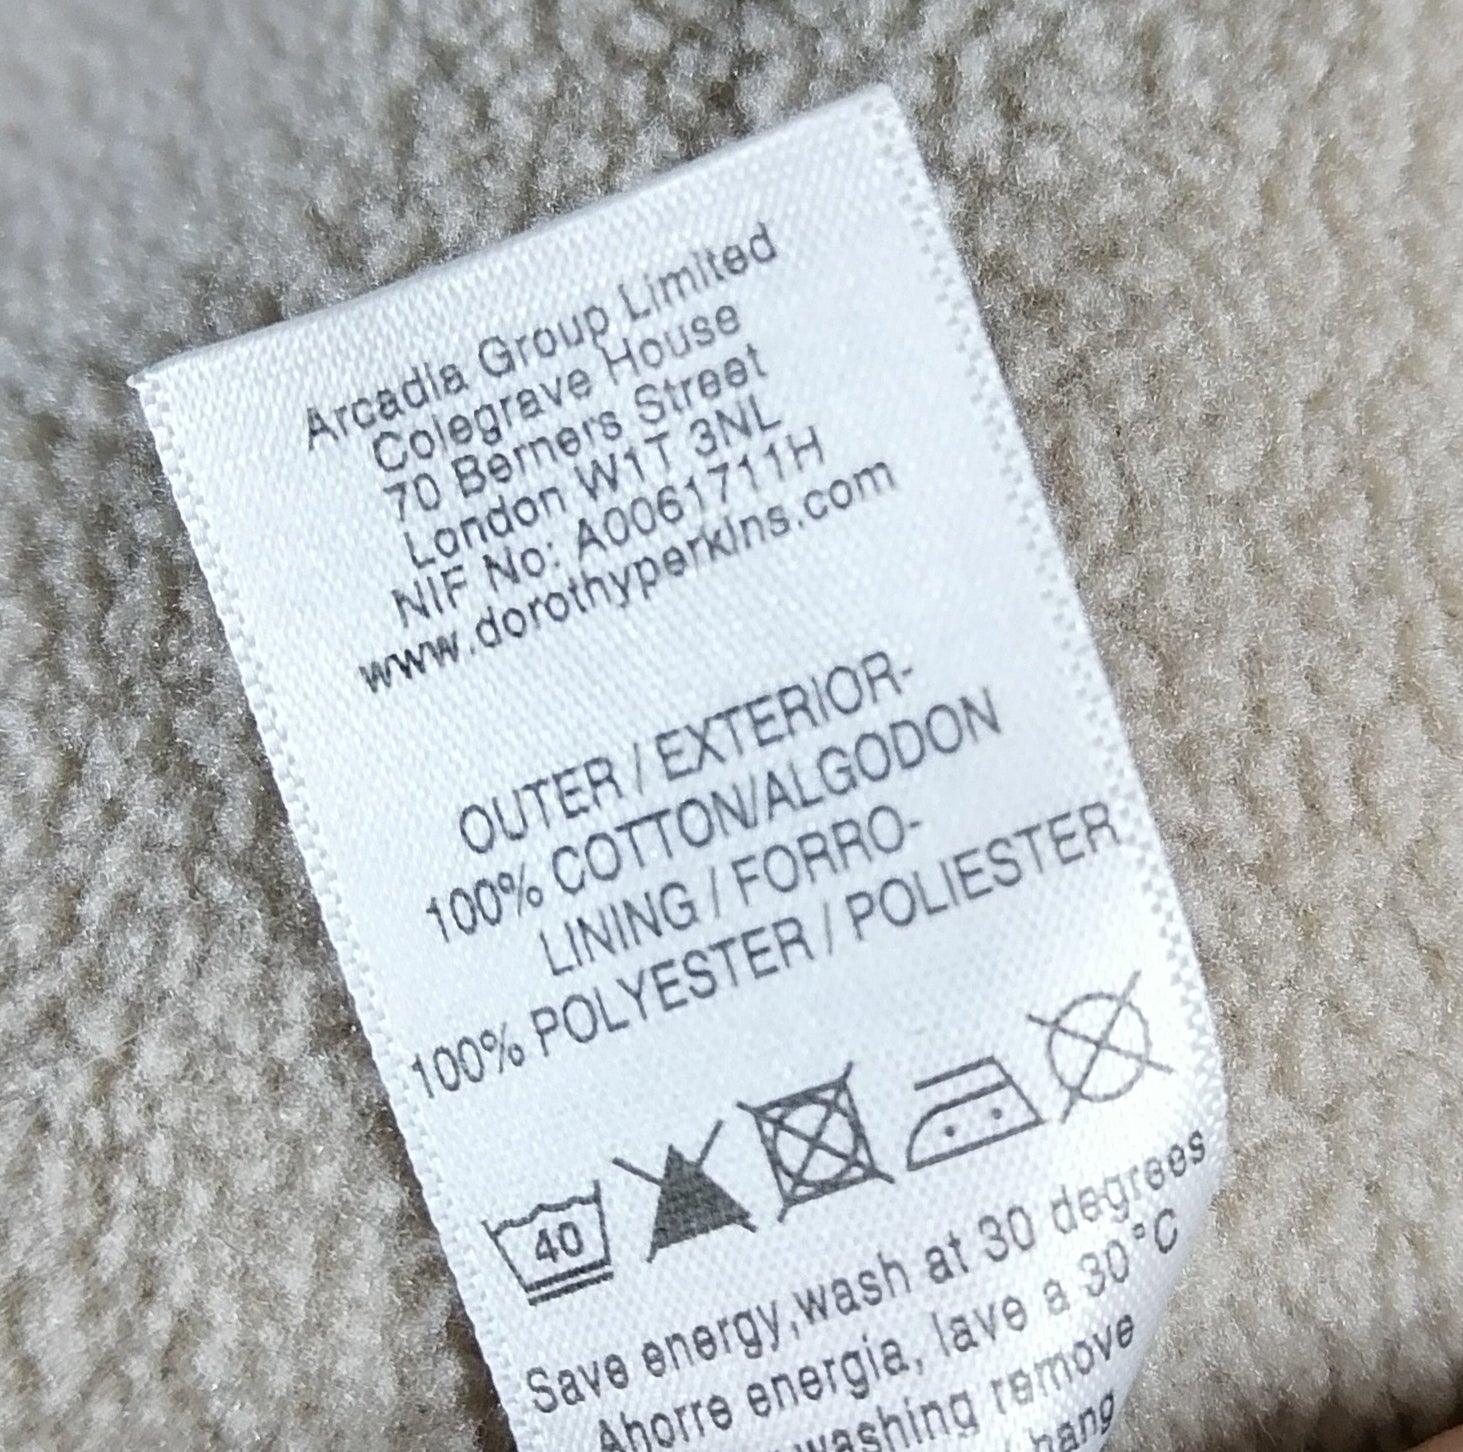 Arcadia Group Limited
Colegrave House
70 Berners Street
London W1T 3NL
NIF No: A0061711H
www.dorothyperkins.com
OUTER / EXTERIOR-
100% COTTON/ALGODON
LINING / FORRO-
100% POLYESTER / POLIESTER
40
Save energy,wash at 30 degrees
Ahorre energia, lave a 30°C
washing remove
hang